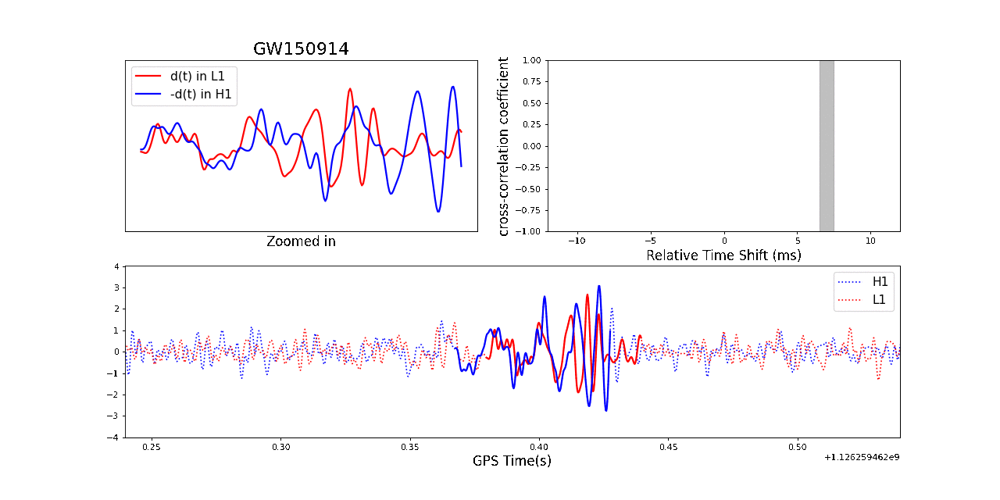 GW150914
d(t) in L1
-d(t) in H1
Zoomed in
cross-correlation coefficient
1.00
0.75
0.50
0.25
0.00
−0.25
−0.50
−0.75
−1.00
−10 −5 0 5 10
Relative Time Shift (ms)
4
3
2
1
0
−1
−2
−3
−4
H1
L1
0.25 0.30 0.35 0.40 0.45 0.50
+1.126259462e9
GPS Time(s)